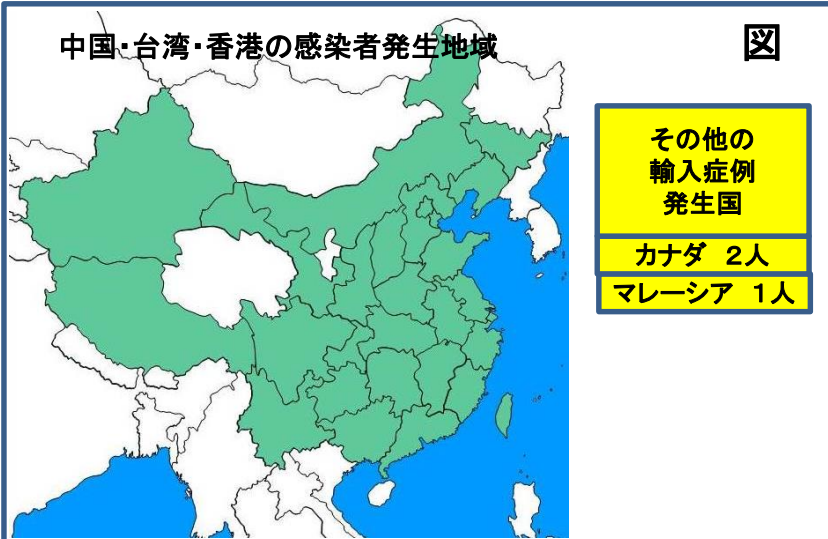 中国・台湾・香港の感染者発生地域
図
その他の
輸入症例
発生国
カナダ　２人
マレーシア　１人